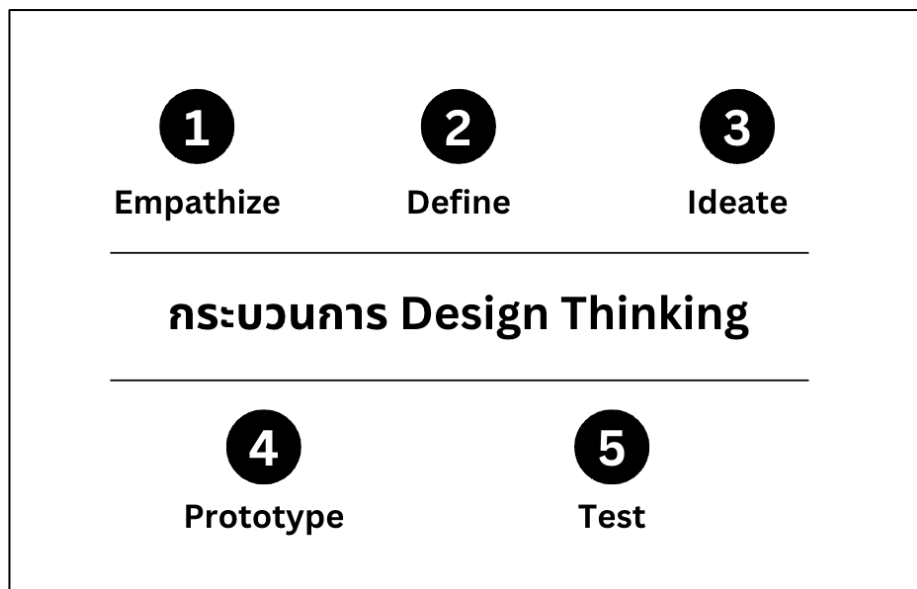 1 2 3
Empathize Define Ideate
กระบวนการ Design Thinking
4 5
Prototype Test